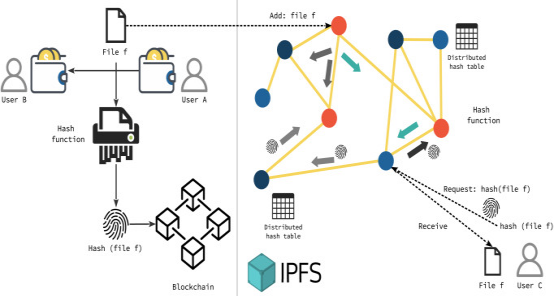 File f
Add: file f
User B
User A
Hash
function
Hash (file f)
Blockchain
Distributed
hash table
Hash
function
Distributed
hash table
Request: hash(file f)
hash (file f)
Receive
File f
User C
IPFS